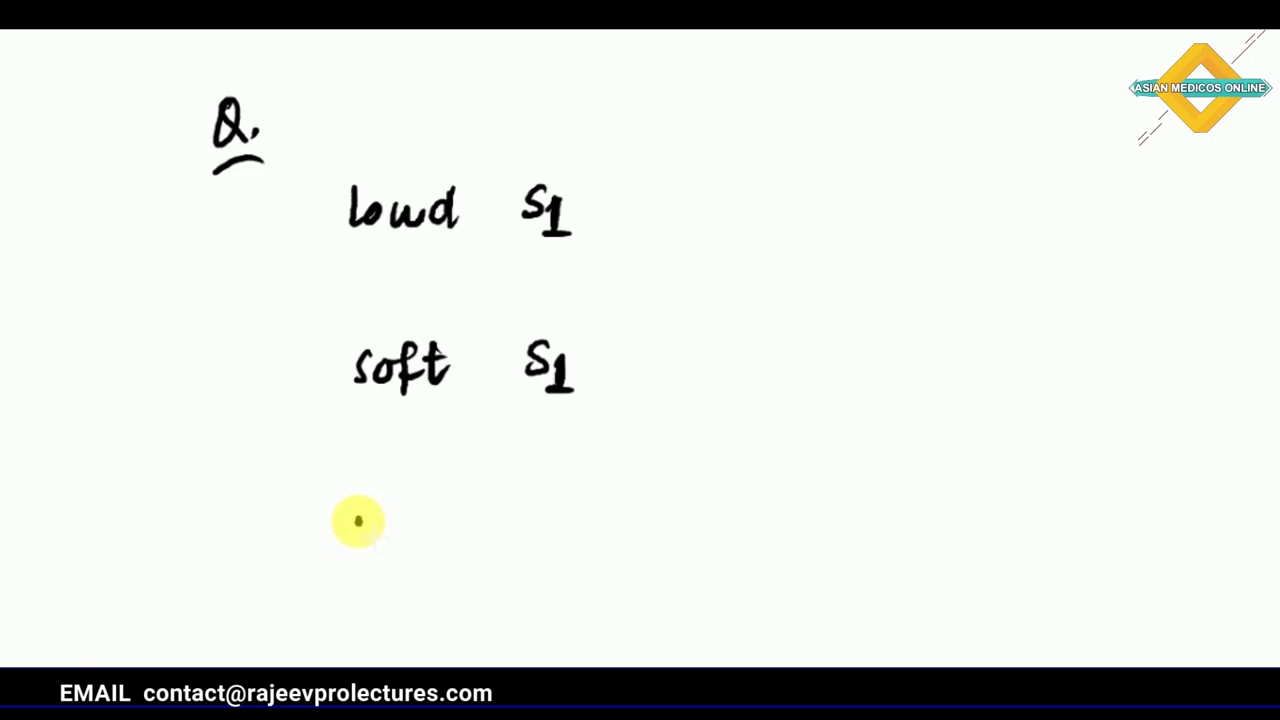 ASIAN MEDICOS ONLINE
Q.
loud S1
soft S1
EMAIL contact@rajeevprolectures.com